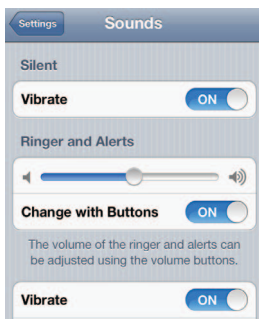 Settings
Sounds
Silent
Vibrate ON
Ringer and Alerts
Change with Buttons ON
The volume of the ringer and alerts can
be adjusted using the volume buttons.
Vibrate ON